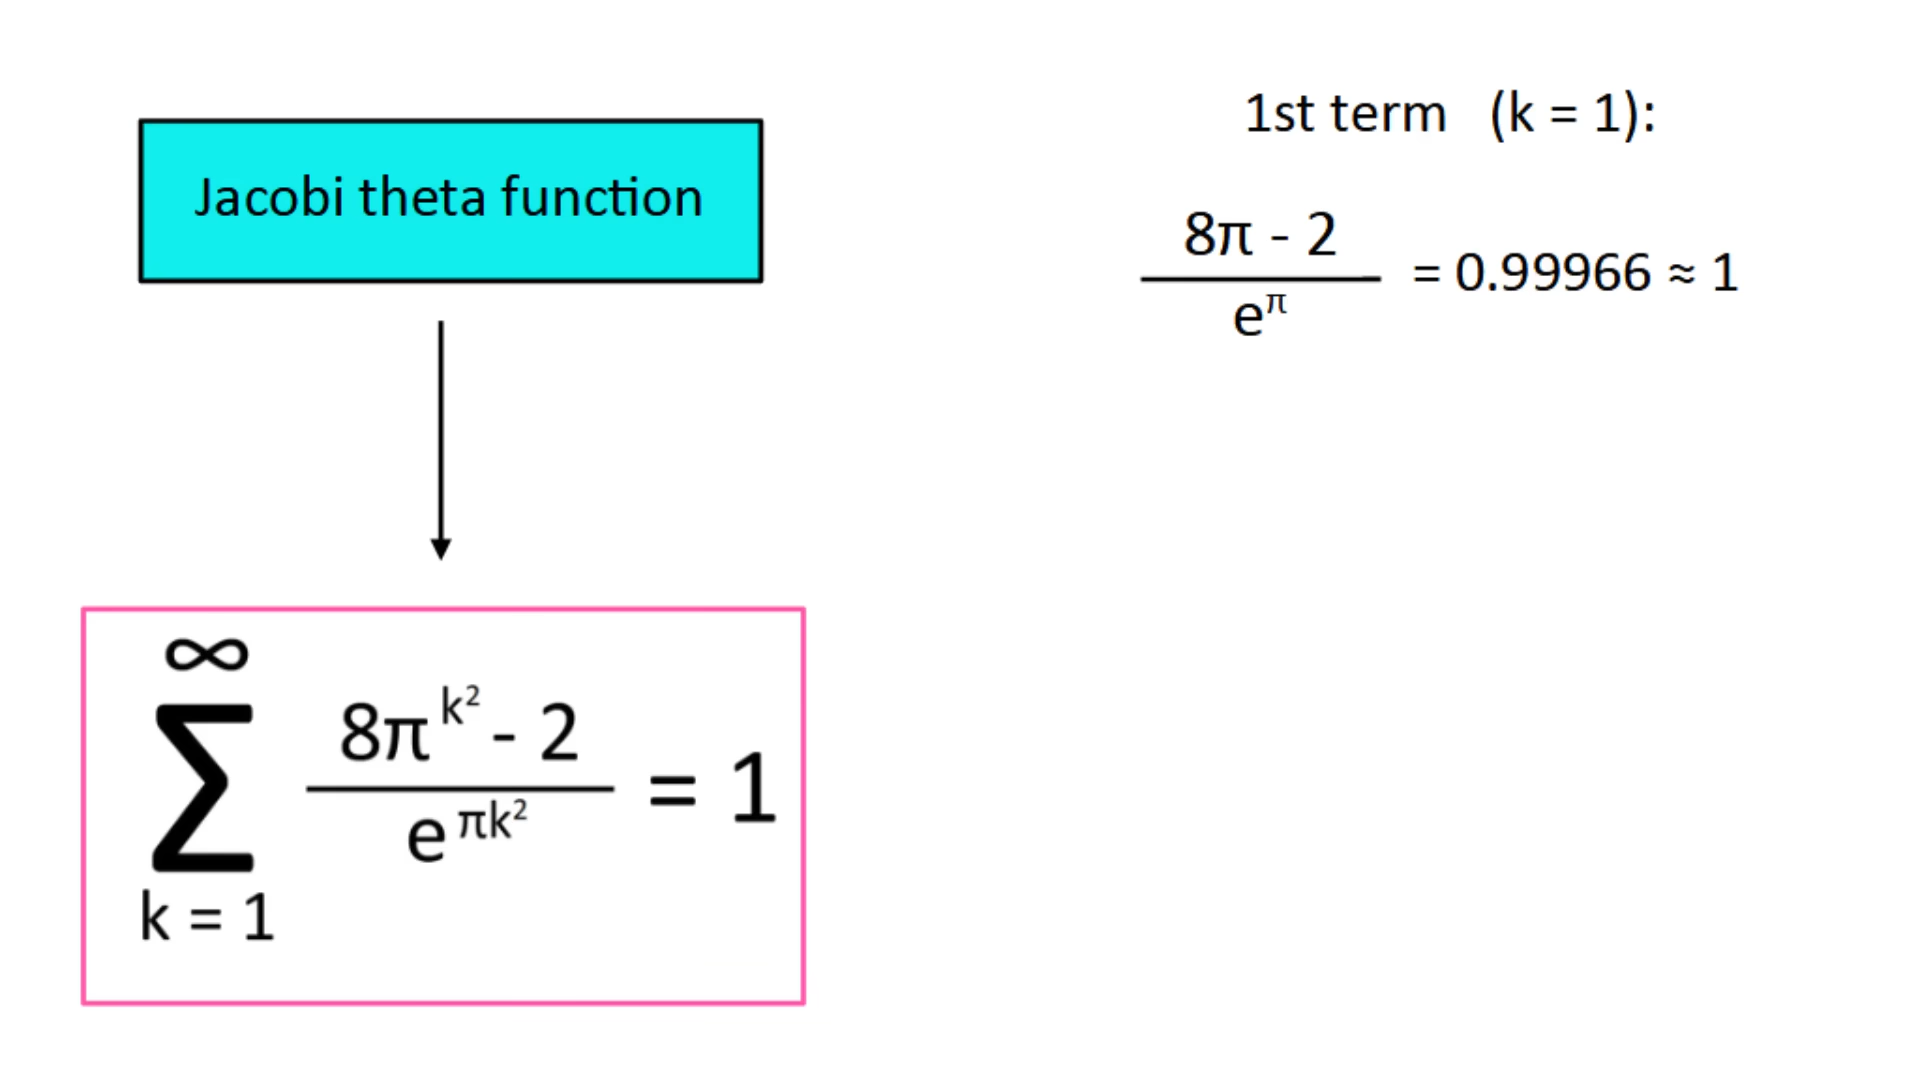 Jacobi theta function
∞
Σ 8π^k² - 2 / e^πk² = 1
k = 1
1st term (k = 1):
8π - 2
/ e^π = 0.99966 ≈ 1